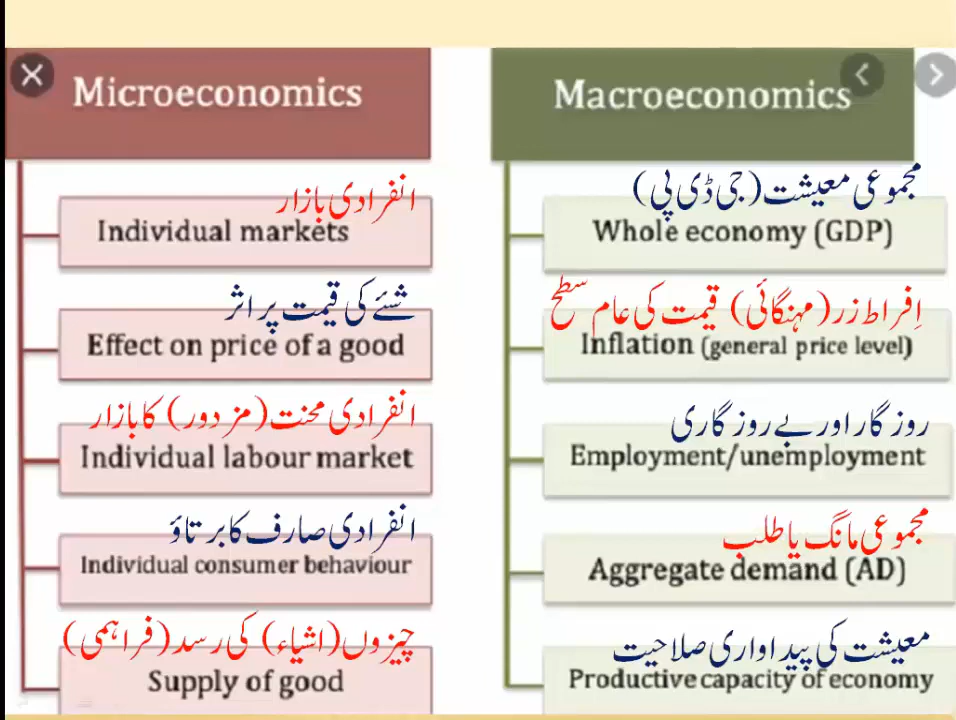 Microeconomics
انفرادی بازار
Individual markets
شئے کی قیمت پر اثر
Effect on price of a good
انفرادی محنت (مزدور) کا بازار
Individual labour market
انفرادی صارف کا برتاؤ
Individual consumer behaviour
چیزوں (اشیاء) کی رسد (فراہمی)
Supply of good
Macroeconomics
مجموعی معیشت (جی ڈی پی)
Whole economy (GDP)
اِفراط زر (مہنگائی) قیمت کی عام سطح
Inflation (general price level)
روزگار اور بے روزگاری
Employment/unemployment
مجموعی مانگ یا طلب
Aggregate demand (AD)
معیشت کی پیداواری صلاحیت
Productive capacity of economy